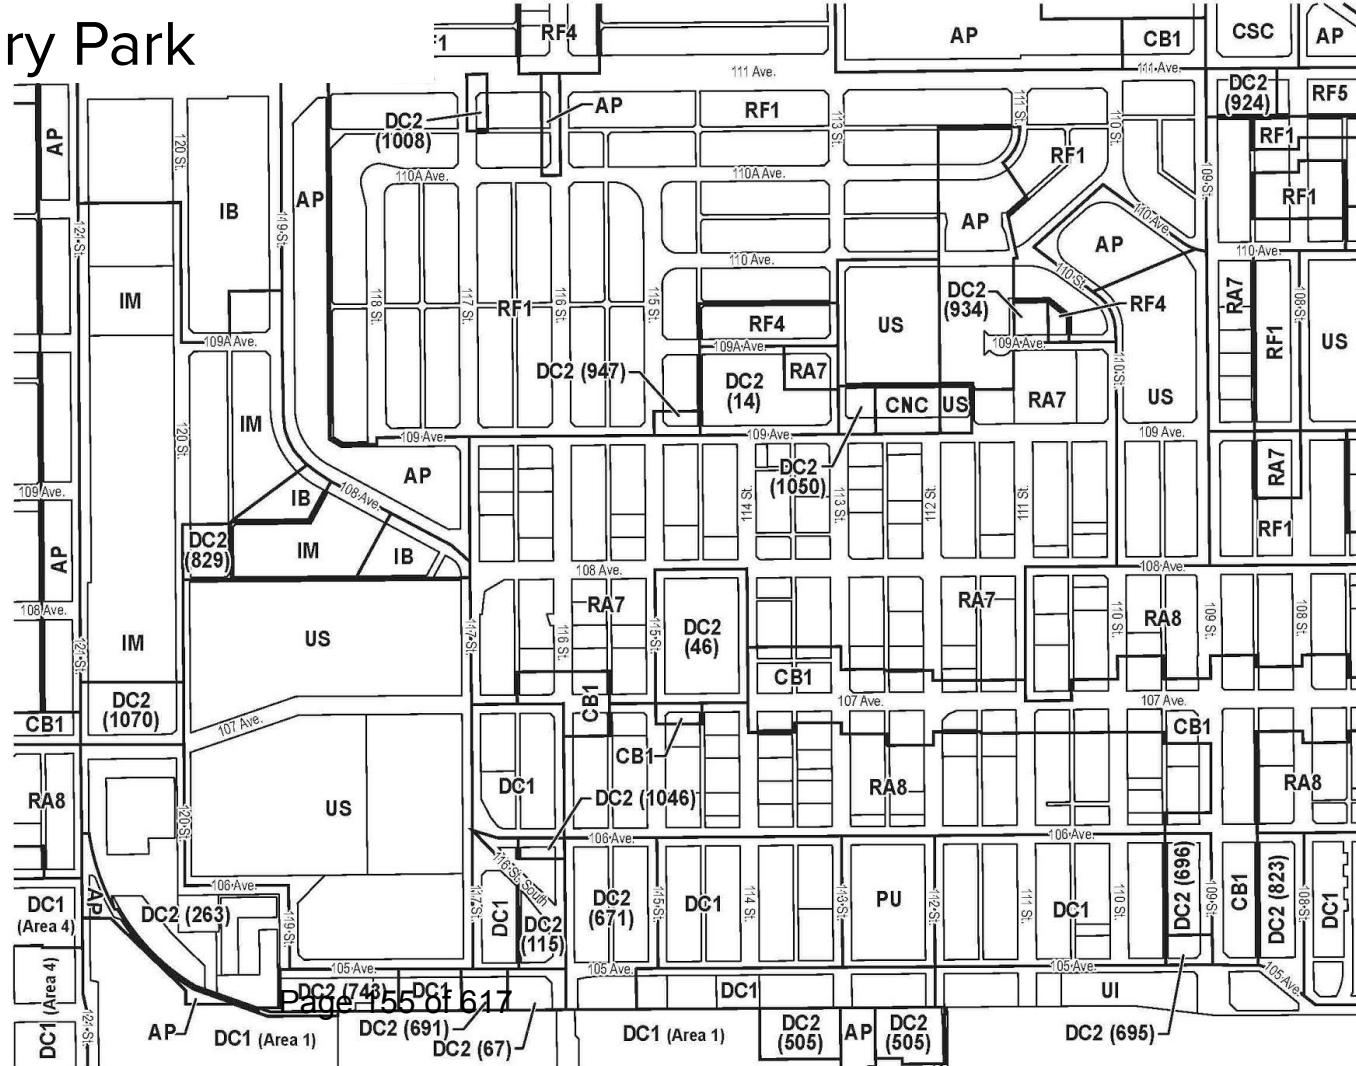 ry Park
RF4
AP
CB1
CSC
AP
111 Ave.
111 Ave.
DC2
(924)
RF5
AP
DC2
(1008)
AP
RF1
113 St.
111 St.
110 St.
RF1
RF1
120 St.
110A Ave.
110A Ave.
109 St.
RF1
IB
AP
119 St.
121 St.
AP
110 Ave.
AP
110 Ave.
110 Ave.
110 St.
IM
118 St.
117 St.
RF1
116 St.
115 St.
DC2
(934)
RF4
RA7
108 St.
RF4
US
RF1
US
109A Ave.
109A Ave.
109A Ave.
DC2 (947)
DC2
(14)
RA7
110 St.
IM
CNC
US
RA7
US
120 St.
109 Ave.
109 Ave.
109 Ave.
AP
DC2
(1050)
RA7
109 Ave.
108 Ave.
IB
114 St.
113 St.
112 St.
111 St.
RF1
AP
DC2
(829)
IM
IB
108 Ave.
108 Ave.
108 Ave.
RA7
RA7
RA8
US
DC2
(46)
IM
121 St.
117 St.
116 St.
115 St.
110 St.
109 St.
108 St.
CB1
CB1
DC2
(1070)
107 Ave.
107 Ave.
107 Ave.
CB1
CB1
CB1
DC1
RA8
RA8
RA8
US
DC2 (1046)
120 St.
106 Ave.
106 Ave.
116 St. South
106 Ave.
AP
DC2 (263)
DC1
(Area 4)
119 St.
117 St.
DC1
DC2
(115)
DC2
(671)
115 St.
DC1
114 St.
113 St.
PU
112 St.
111 St.
DC1
110 St.
DC2 (696)
109 St.
CB1
DC2 (823)
108 St.
DC1
105 Ave.
105 Ave.
105 Ave.
105 Ave.
DC1 (Area 4)
DC2 (743)
DC1
DC1
UI
Page 155 of 617
121 St.
AP
DC1 (Area 1)
DC2 (691)
DC2 (67)
DC1 (Area 1)
DC2
(505)
AP
DC2
(505)
DC2 (695)